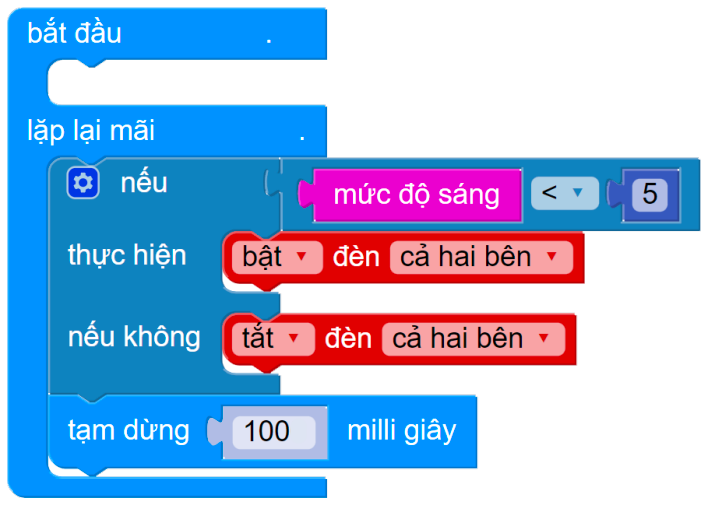 bắt đầu .
lặp lại mãi .
nếu mức độ sáng < 5
thực hiện bật đèn cả hai bên
nếu không tắt đèn cả hai bên
tạm dừng 100 milli giây